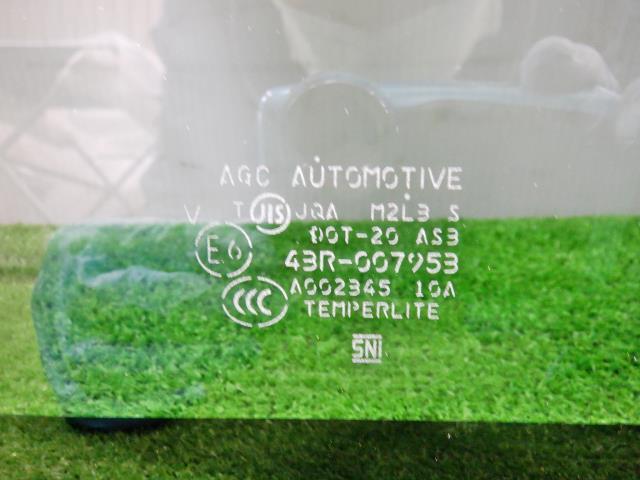 AGC AUTOMOTIVE
V T JIS JQA M2L3 S
DOT-20 AS3
E6 43R-007953
CCC A002345 10A
TEMPERLITE
SNI